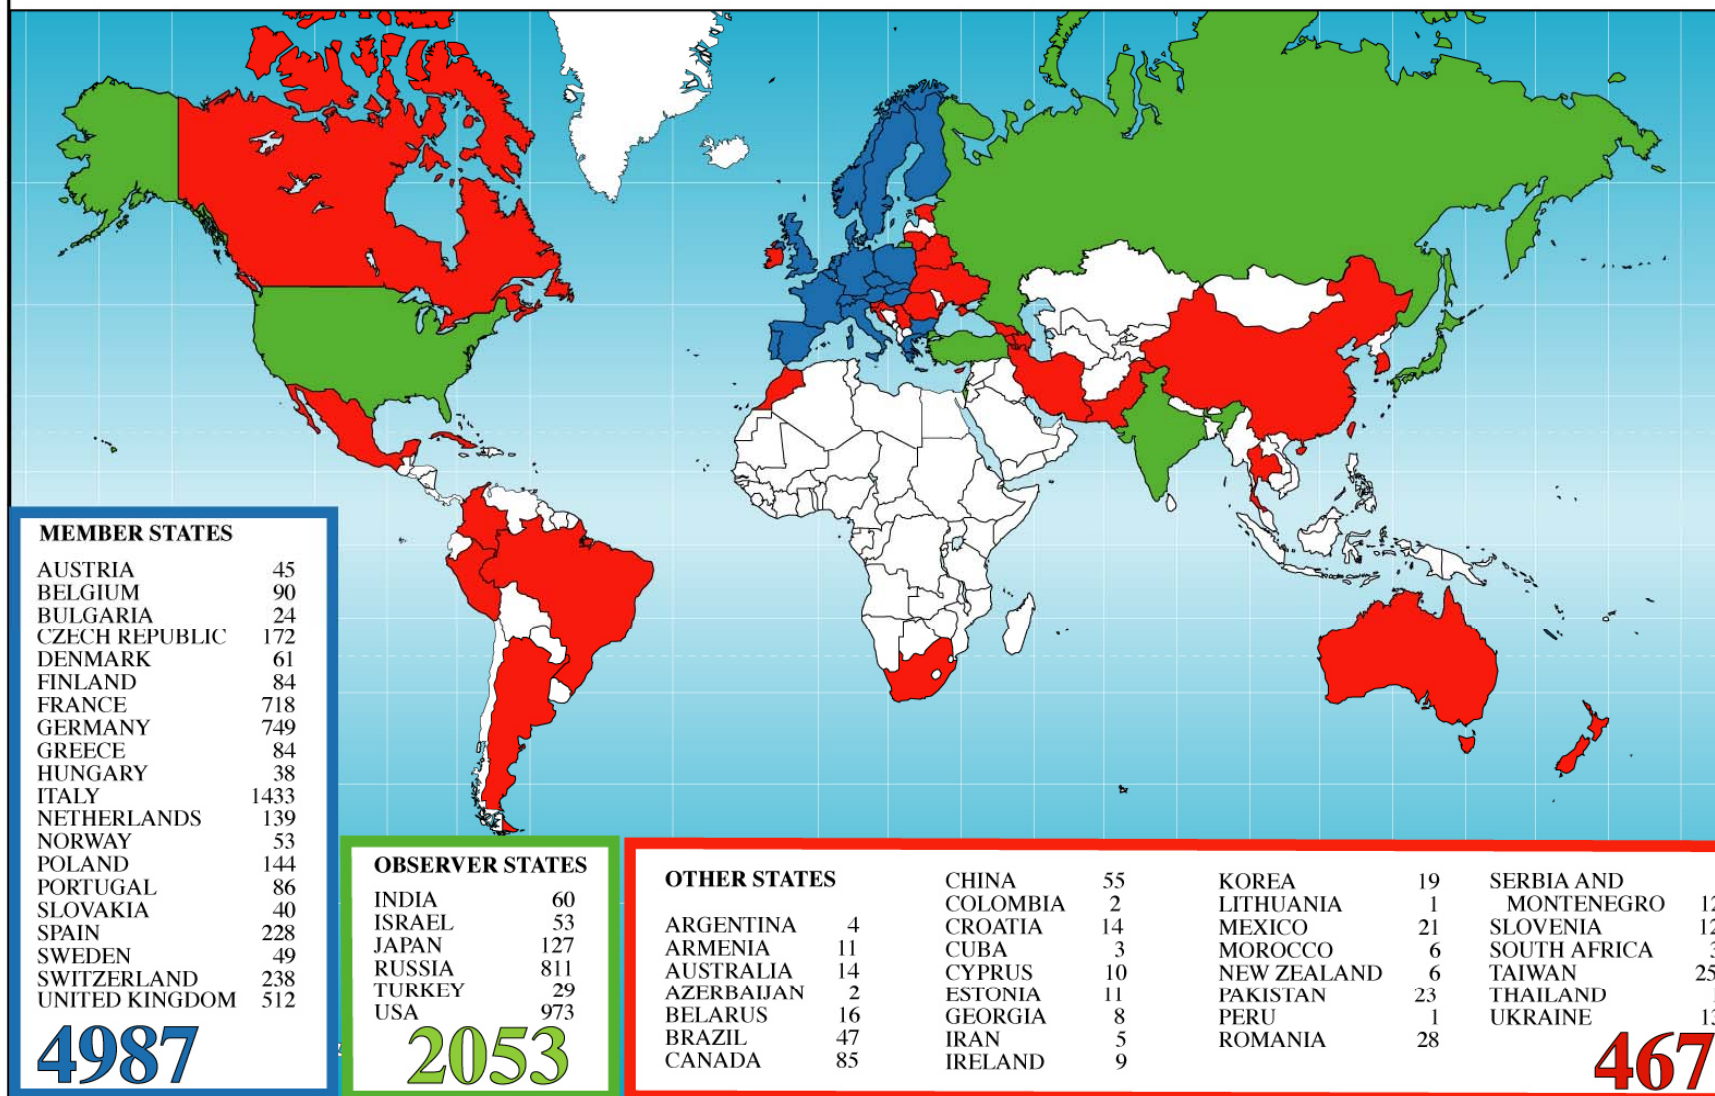 MEMBER STATES
AUSTRIA 45
BELGIUM 90
BULGARIA 24
CZECH REPUBLIC 172
DENMARK 61
FINLAND 84
FRANCE 718
GERMANY 749
GREECE 84
HUNGARY 38
ITALY 1433
NETHERLANDS 139
NORWAY 53
POLAND 144
PORTUGAL 86
SLOVAKIA 40
SPAIN 228
SWEDEN 49
SWITZERLAND 238
UNITED KINGDOM 512
4987
OBSERVER STATES
INDIA 60
ISRAEL 53
JAPAN 127
RUSSIA 811
TURKEY 29
USA 973
2053
OTHER STATES
ARGENTINA 4
ARMENIA 11
AUSTRALIA 14
AZERBAIJAN 2
BELARUS 16
BRAZIL 47
CANADA 85
CHINA 55
COLOMBIA 2
CROATIA 14
CUBA 3
CYPRUS 10
ESTONIA 11
GEORGIA 8
IRAN 5
IRELAND 9
KOREA 19
LITHUANIA 1
MEXICO 21
MOROCCO 6
NEW ZEALAND 6
PAKISTAN 23
PERU 1
ROMANIA 28
SERBIA AND
MONTENEGRO 12
SLOVENIA 12
SOUTH AFRICA 3
TAIWAN 25
THAILAND 1
UKRAINE 13
467